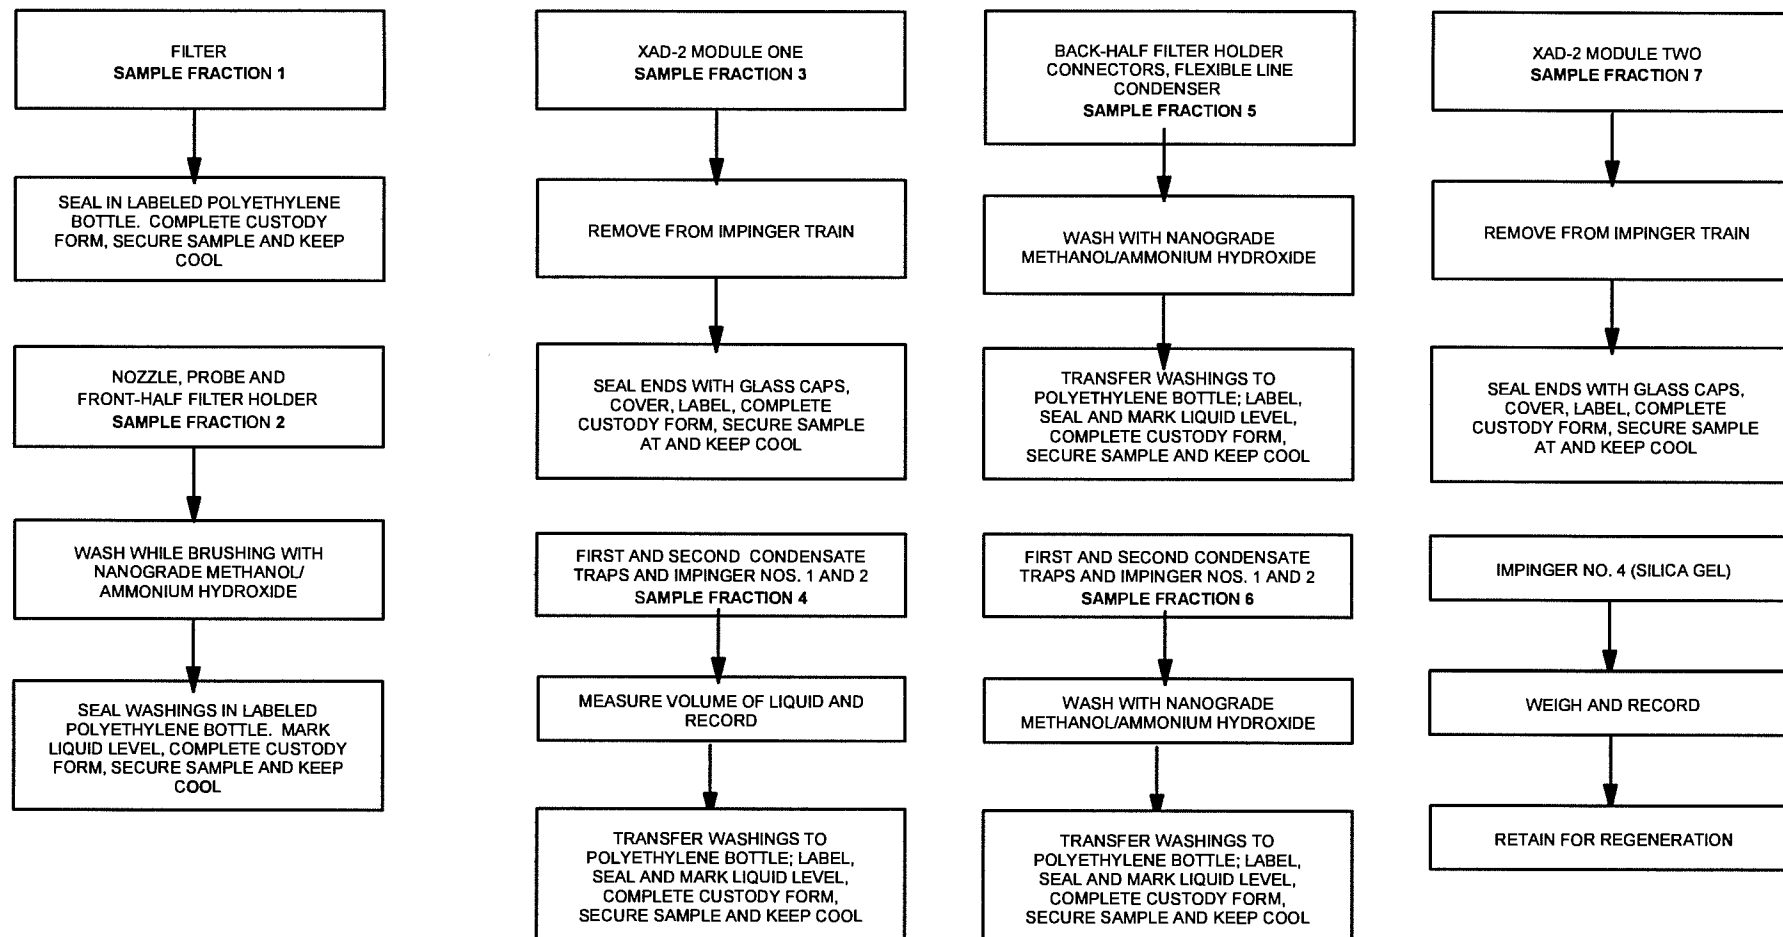 FILTER
SAMPLE FRACTION 1
SEAL IN LABELED POLYETHYLENE
BOTTLE. COMPLETE CUSTODY
FORM, SECURE SAMPLE AND KEEP
COOL
NOZZLE, PROBE AND
FRONT-HALF FILTER HOLDER
SAMPLE FRACTION 2
WASH WHILE BRUSHING WITH
NANOGRADE METHANOL/
AMMONIUM HYDROXIDE
SEAL WASHINGS IN LABELED
POLYETHYLENE BOTTLE. MARK
LIQUID LEVEL, COMPLETE CUSTODY
FORM, SECURE SAMPLE AND KEEP
COOL
XAD-2 MODULE ONE
SAMPLE FRACTION 3
REMOVE FROM IMPINGER TRAIN
SEAL ENDS WITH GLASS CAPS,
COVER, LABEL, COMPLETE
CUSTODY FORM, SECURE SAMPLE
AT AND KEEP COOL
FIRST AND SECOND CONDENSATE
TRAPS AND IMPINGER NOS. 1 AND 2
SAMPLE FRACTION 4
MEASURE VOLUME OF LIQUID AND
RECORD
TRANSFER WASHINGS TO
POLYETHYLENE BOTTLE; LABEL,
SEAL AND MARK LIQUID LEVEL,
COMPLETE CUSTODY FORM,
SECURE SAMPLE AND KEEP COOL
BACK-HALF FILTER HOLDER
CONNECTORS, FLEXIBLE LINE
CONDENSER
SAMPLE FRACTION 5
WASH WITH NANOGRADE
METHANOL/AMMONIUM HYDROXIDE
TRANSFER WASHINGS TO
POLYETHYLENE BOTTLE; LABEL,
SEAL AND MARK LIQUID LEVEL,
COMPLETE CUSTODY FORM,
SECURE SAMPLE AND KEEP COOL
FIRST AND SECOND CONDENSATE
TRAPS AND IMPINGER NOS. 1 AND 2
SAMPLE FRACTION 6
WASH WITH NANOGRADE
METHANOL/AMMONIUM HYDROXIDE
TRANSFER WASHINGS TO
POLYETHYLENE BOTTLE; LABEL,
SEAL AND MARK LIQUID LEVEL,
COMPLETE CUSTODY FORM,
SECURE SAMPLE AND KEEP COOL
XAD-2 MODULE TWO
SAMPLE FRACTION 7
REMOVE FROM IMPINGER TRAIN
SEAL ENDS WITH GLASS CAPS,
COVER, LABEL, COMPLETE
CUSTODY FORM, SECURE SAMPLE
AT AND KEEP COOL
IMPINGER NO. 4 (SILICA GEL)
WEIGH AND RECORD
RETAIN FOR REGENERATION